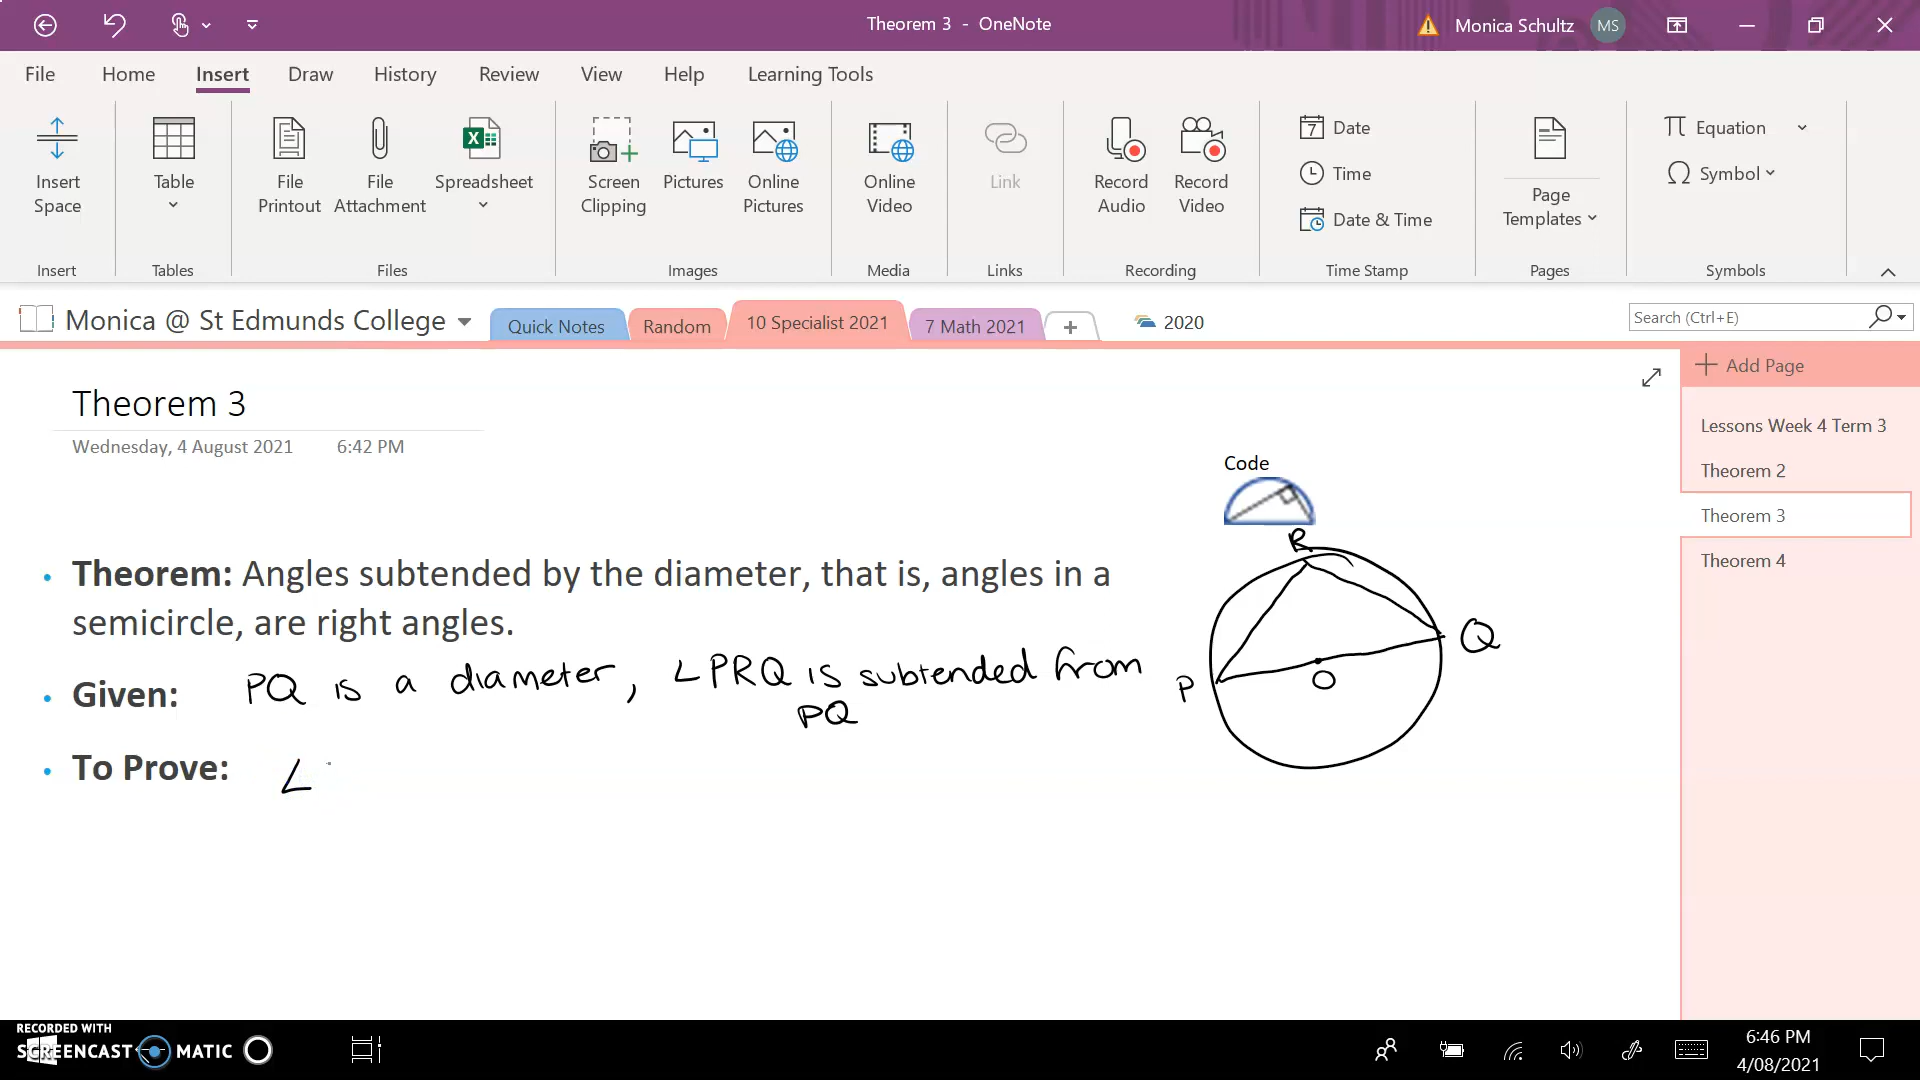 Theorem 3 - OneNote
Monica Schultz MS
File Home Insert Draw History Review View Help Learning Tools
Insert Space
Table
File Printout
File Attachment
Spreadsheet
Screen Clipping
Pictures
Online Pictures
Online Video
Link
Record Audio
Record Video
7 Date
Time
Date & Time
Page Templates
π Equation
Ω Symbol
Insert Tables Files Images Media Links Recording Time Stamp Pages Symbols
Monica @ St Edmunds College
Quick Notes Random 10 Specialist 2021 7 Math 2021 + 2020
Search (Ctrl+E)
Add Page
Lessons Week 4 Term 3
Theorem 2
Theorem 3
Theorem 4
Theorem 3
Wednesday, 4 August 2021 6:42 PM
Code
• Theorem: Angles subtended by the diameter, that is, angles in a
semicircle, are right angles.
• Given: PQ is a diameter, ∠PRQ is subtended from
PQ
• To Prove: ∠
R
Q
P
O
RECORDED WITH
SCREENCAST MATIC
6:46 PM
4/08/2021